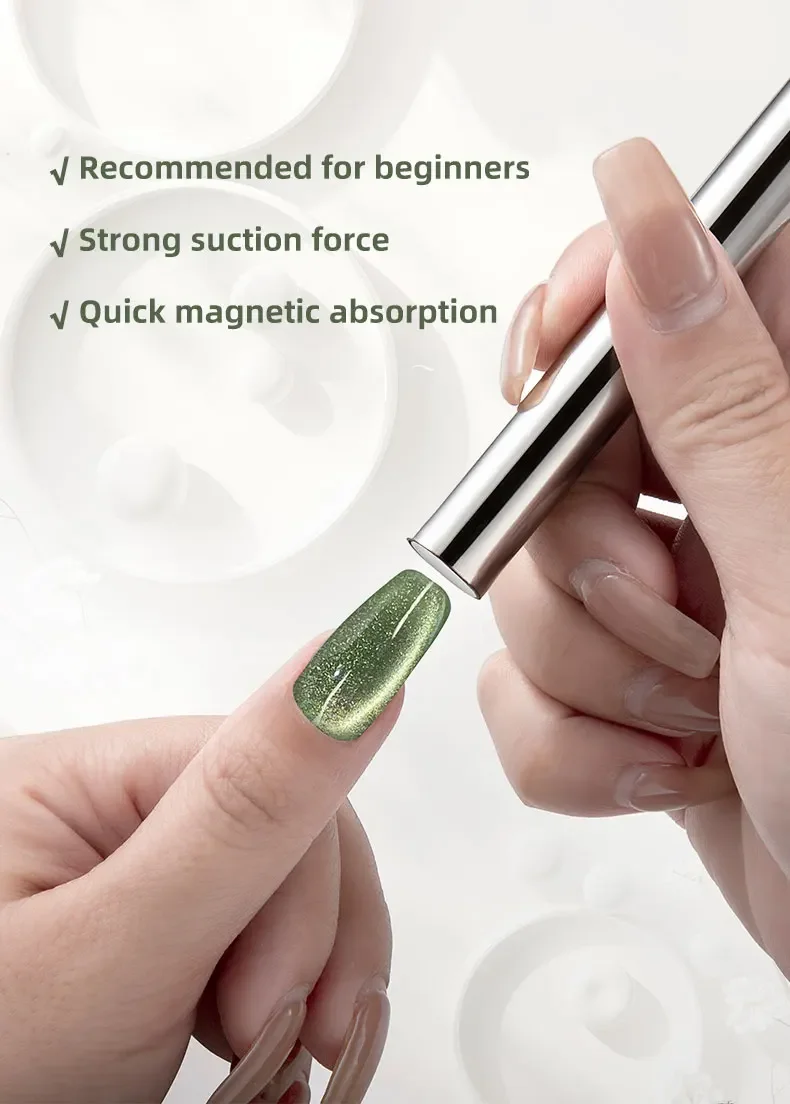 √ Recommended for beginners
√ Strong suction force
√ Quick magnetic absorption